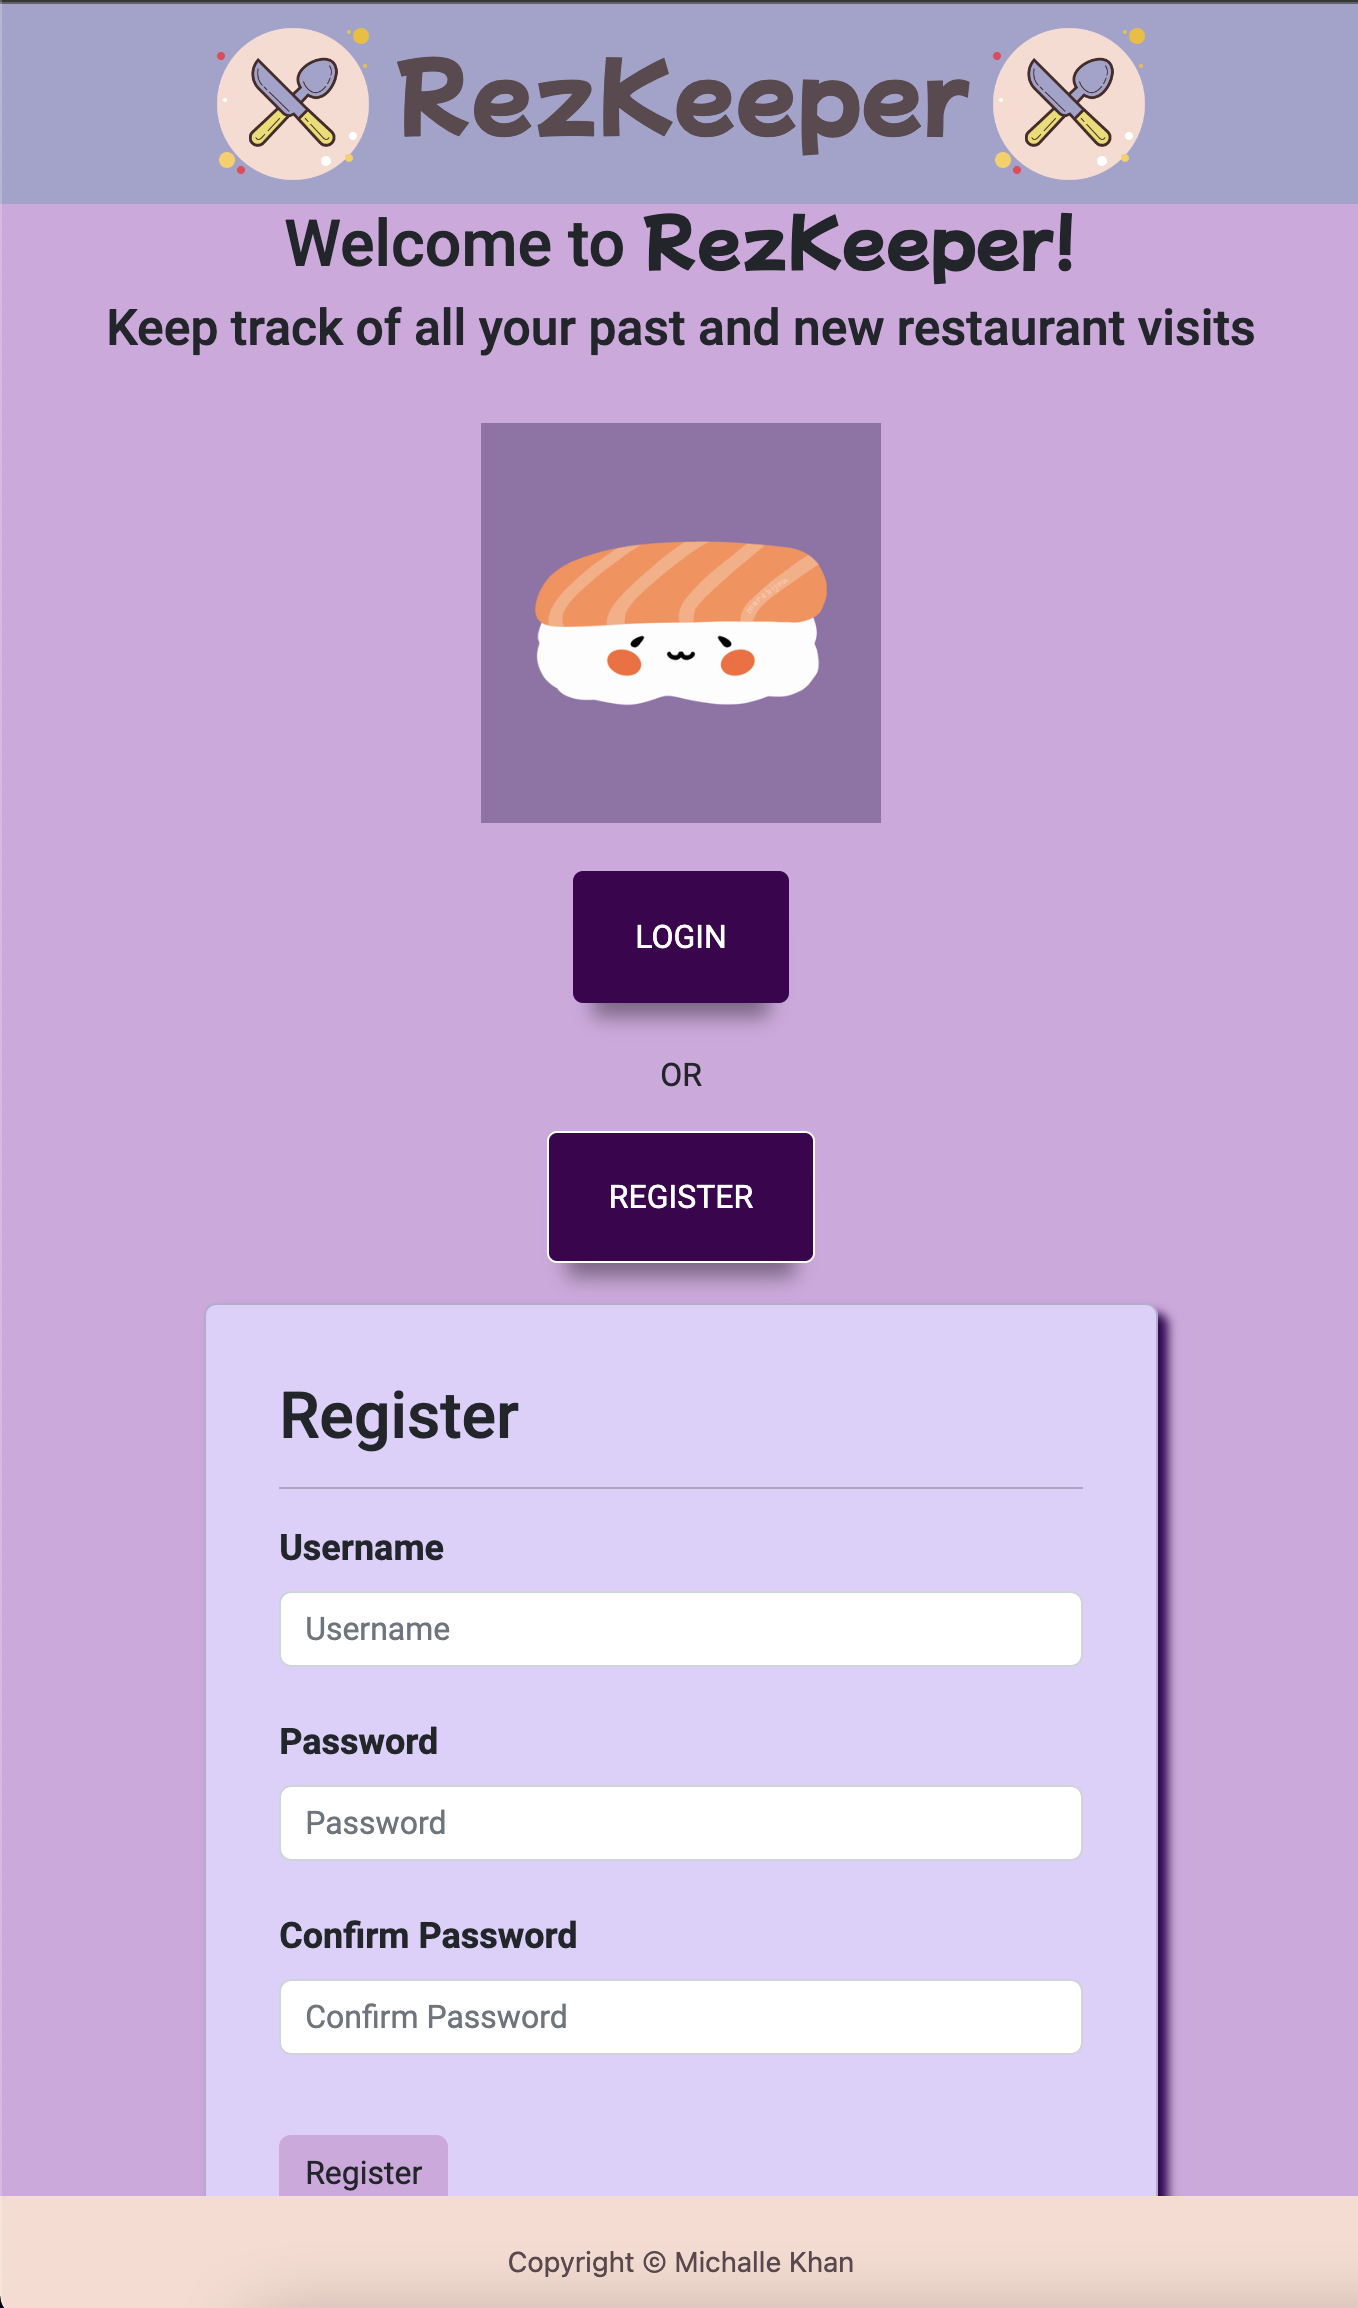 RezKeeper
Welcome to RezKeeper!
Keep track of all your past and new restaurant visits
LOGIN
OR
REGISTER
Register
Username
Username
Password
Password
Confirm Password
Confirm Password
Register
Copyright © Michalle Khan